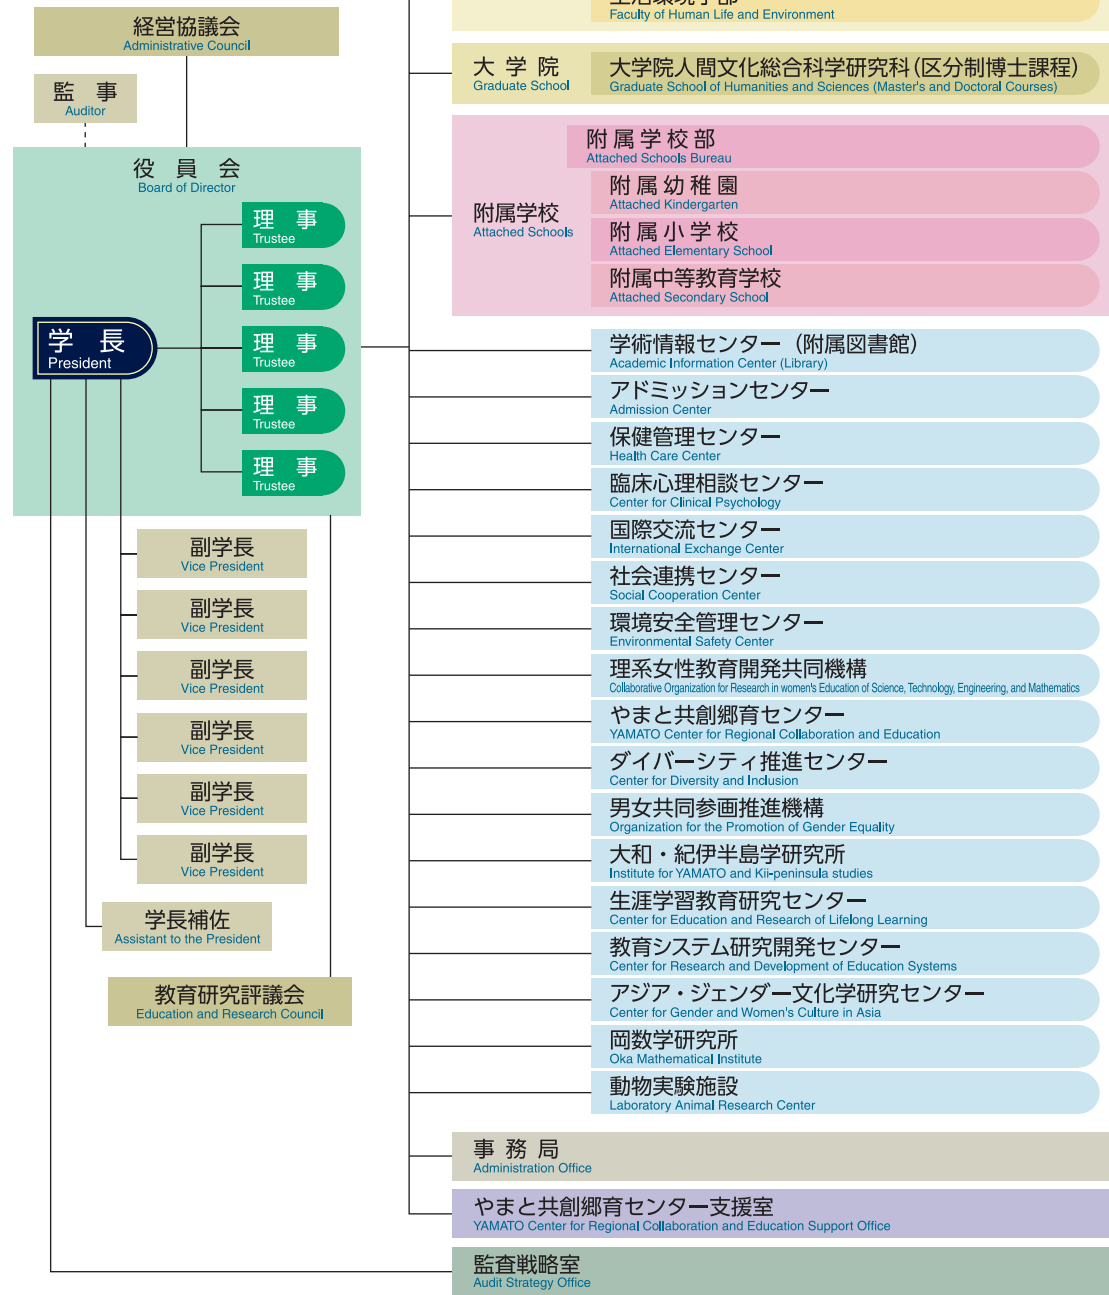 経営協議会
Administrative Council
監 事
Auditor
役 員 会
Board of Director
理 事
Trustee
理 事
Trustee
理 事
Trustee
理 事
Trustee
理 事
Trustee
学 長
President
副学長
Vice President
副学長
Vice President
副学長
Vice President
副学長
Vice President
副学長
Vice President
副学長
Vice President
学長補佐
Assistant to the President
教育研究評議会
Education and Research Council
生活環境学部
Faculty of Human Life and Environment
大 学 院
Graduate School
大学院人間文化総合科学研究科(区分制博士課程)
Graduate School of Humanities and Sciences (Master's and Doctoral Courses)
附属学校
Attached Schools
附属学校部
Attached Schools Bureau
附属幼稚園
Attached Kindergarten
附属小学校
Attached Elementary School
附属中等教育学校
Attached Secondary School
学術情報センター(附属図書館)
Academic Information Center (Library)
アドミッションセンター
Admission Center
保健管理センター
Health Care Center
臨床心理相談センター
Center for Clinical Psychology
国際交流センター
International Exchange Center
社会連携センター
Social Cooperation Center
環境安全管理センター
Environmental Safety Center
理系女性教育開発共同機構
Collaborative Organization for Research in women's Education of Science, Technology, Engineering, and Mathematics
やまと共創郷育センター
YAMATO Center for Regional Collaboration and Education
ダイバーシティ推進センター
Center for Diversity and Inclusion
男女共同参画推進機構
Organization for the Promotion of Gender Equality
大和・紀伊半島学研究所
Institute for YAMATO and Kii-peninsula studies
生涯学習教育研究センター
Center for Education and Research of Lifelong Learning
教育システム研究開発センター
Center for Research and Development of Education Systems
アジア・ジェンダー文化学研究センター
Center for Gender and Women's Culture in Asia
岡数学研究所
Oka Mathematical Institute
動物実験施設
Laboratory Animal Research Center
事 務 局
Administration Office
やまと共創郷育センター支援室
YAMATO Center for Regional Collaboration and Education Support Office
監査戦略室
Audit Strategy Office